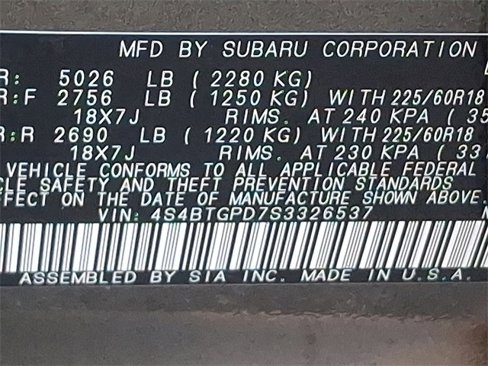 MFD BY SUBARU CORPORATION
R: 5026 LB (2280 KG)
R:F 2756 LB (1250 KG) WITH 225/60R18
18X7J RIMS. AT 240 KPA (35
R:R 2690 LB (1220 KG) WITH 225/60R18
18X7J RIMS. AT 230 KPA (33
VEHICLE CONFORMS TO ALL APPLICABLE FEDERAL
CLE SAFETY AND THEFT PREVENTION STANDARDS
FFECT ON THE DATE OF MANUFACTURE SHOWN ABOVE.
VIN: 4S4BTGPD7S3326537
ASSEMBLED BY SIA INC. MADE IN U.S.A.